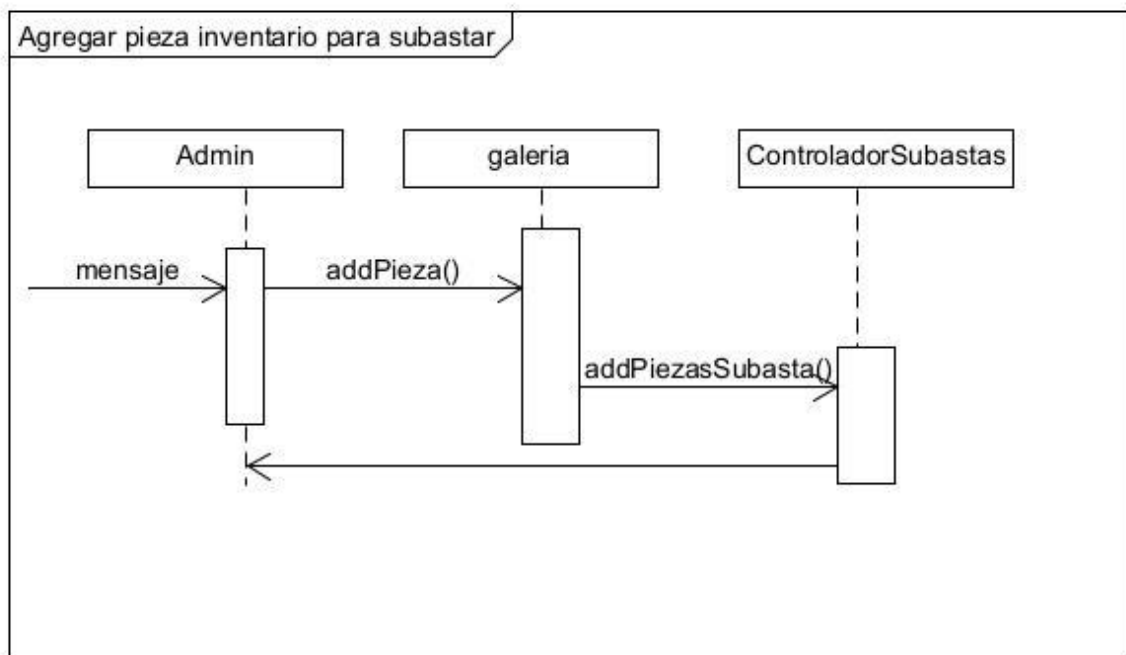 Agregar pieza inventario para subastar
Admin
galeria
ControladorSubastas
mensaje
addPieza()
addPiezasSubasta()